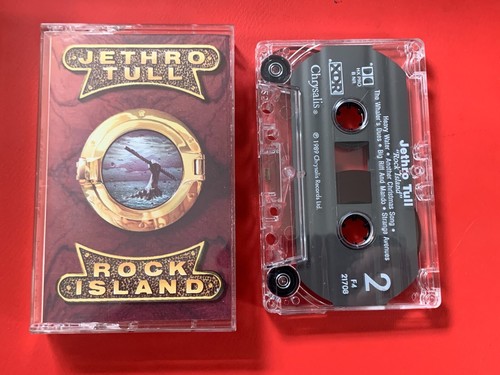 JETHRO
TULL
ROCK
ISLAND
Chrysalis®
℗ 1989 Chrysalis Records Ltd.
Jethro Tull
"Rock Island"
Heavy Water • Another Christmas Song •
The Whaler's Dues • Big Riff And Mando • Strange Avenues
2
F4
21708